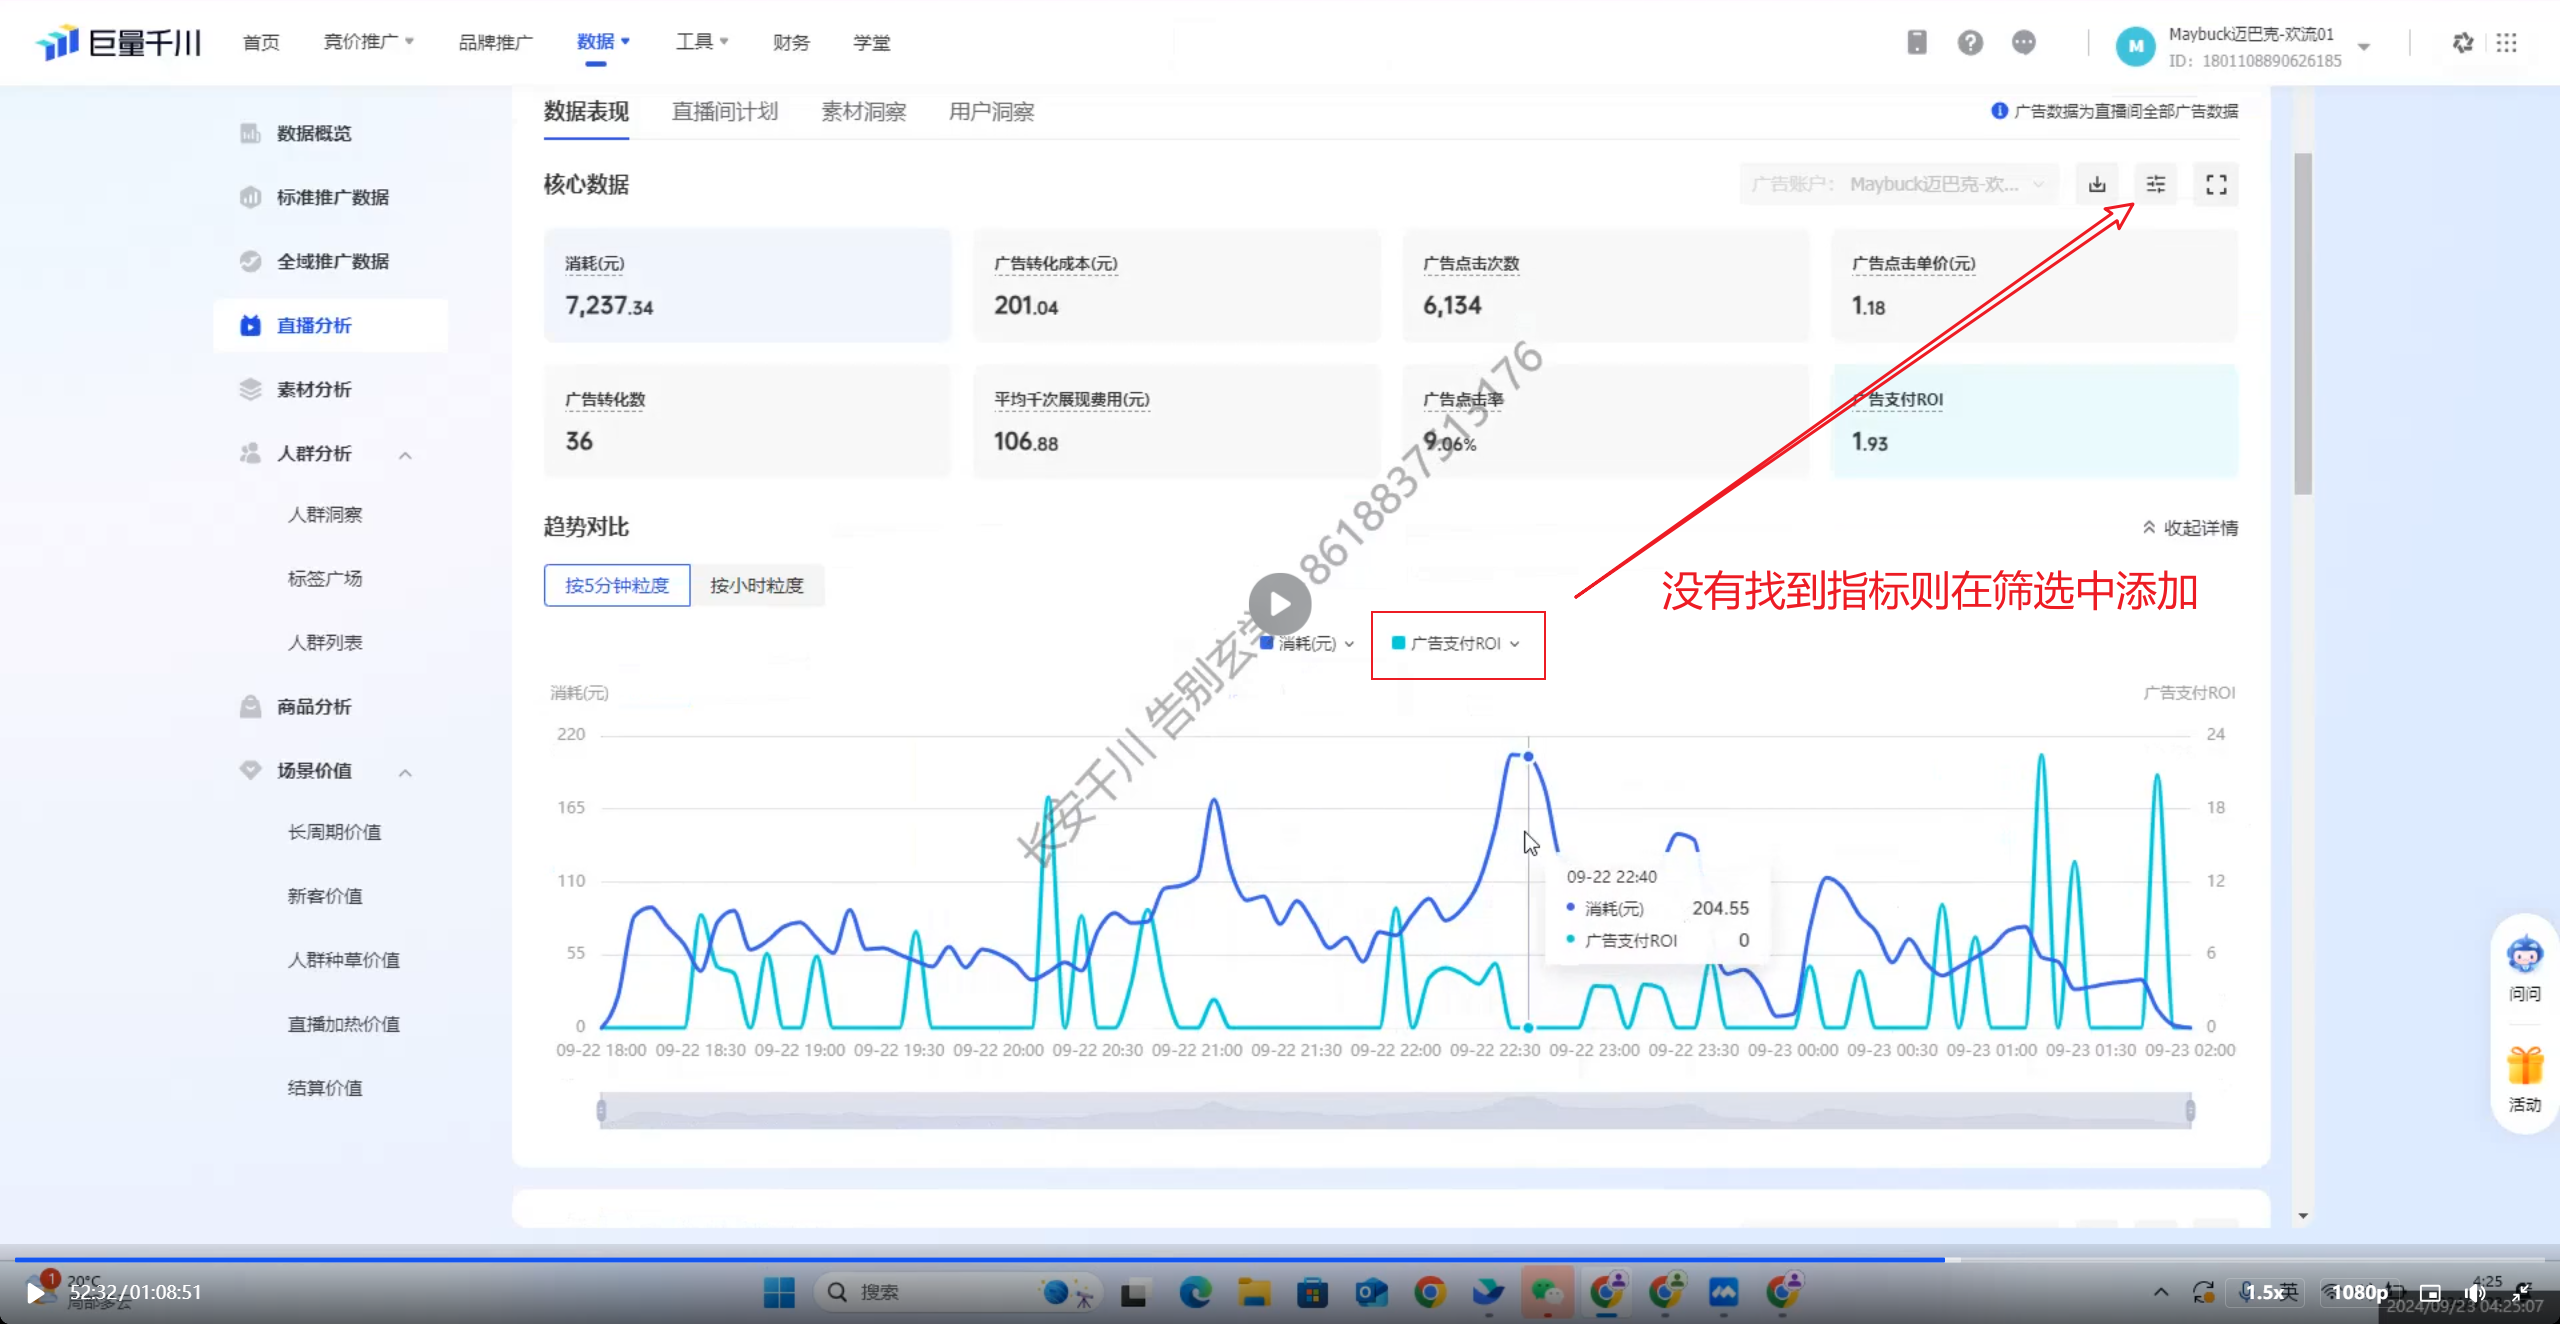 巨量千川
首页
竞价推广
品牌推广
数据
工具
财务
学堂
M
Maybuck迈巴克-欢流01
ID：1801108890626185
数据概览
标准推广数据
全域推广数据
直播分析
素材分析
人群分析
人群洞察
标签广场
人群列表
商品分析
场景价值
长周期价值
新客价值
人群种草价值
直播加热价值
结算价值
数据表现
直播间计划
素材洞察
用户洞察
广告数据为直播间全部广告数据
核心数据
广告账户： Maybuck迈巴克-欢...
消耗(元)
7,237.34
广告转化成本(元)
201.04
广告点击次数
6,134
广告点击单价(元)
1.18
广告转化数
36
平均千次展现费用(元)
106.88
广告点击率
9.06%
广告支付ROI
1.93
趋势对比
收起详情
按5分钟粒度
按小时粒度
没有找到指标则在筛选中添加
消耗(元)
广告支付ROI
长安千川 告别玄学 8618837513176
消耗(元)
广告支付ROI
220
165
110
55
0
24
18
12
6
0
09-22 22:40
消耗(元) 204.55
广告支付ROI 0
09-22 18:00 09-22 18:30 09-22 19:00 09-22 19:30 09-22 20:00 09-22 20:30 09-22 21:00 09-22 21:30 09-22 22:00 09-22 22:30 09-22 23:00 09-22 23:30 09-23 00:00 09-23 00:30 09-23 01:00 09-23 01:30 09-23 02:00
问问
活动
1
20°C
局部多云
52:32/01:08:51
搜索
英
1.5x
1080p
4:25
2024/09/23 04:25:07